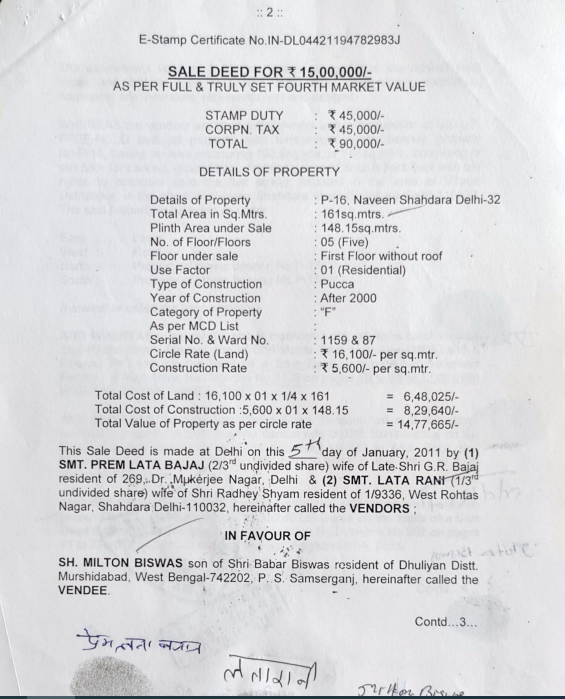 :: 2 ::
E-Stamp Certificate No.IN-DL04421194782983J
SALE DEED FOR ₹ 15,00,000/-
AS PER FULL & TRULY SET FOURTH MARKET VALUE
STAMP DUTY : ₹ 45,000/-
CORPN. TAX : ₹ 45,000/-
TOTAL : ₹ 90,000/-
DETAILS OF PROPERTY
Details of Property : P-16, Naveen Shahdara Delhi-32
Total Area in Sq.Mtrs. : 161sq.mtrs.
Plinth Area under Sale : 148.15sq.mtrs.
No. of Floor/Floors : 05 (Five)
Floor under sale : First Floor without roof
Use Factor : 01 (Residential)
Type of Construction : Pucca
Year of Construction : After 2000
Category of Property : "F"
As per MCD List :
Serial No. & Ward No. : 1159 & 87
Circle Rate (Land) : ₹ 16,100/- per sq.mtr.
Construction Rate : ₹ 5,600/- per sq.mtr.
Total Cost of Land : 16,100 x 01 x 1/4 x 161 = 6,48,025/-
Total Cost of Construction :5,600 x 01 x 148.15 = 8,29,640/-
Total Value of Property as per circle rate = 14,77,665/-
This Sale Deed is made at Delhi on this 5th day of January, 2011 by (1)
SMT. PREM LATA BAJAJ (2/3rd undivided share) wife of Late Shri G.R. Bajaj
resident of 269, Dr. Mukerjee Nagar, Delhi & (2) SMT. LATA RANI (1/3rd
undivided share) wife of Shri Radhey Shyam resident of 1/9336, West Rohtas
Nagar, Shahdara Delhi-110032, hereinafter called the VENDORS ;
IN FAVOUR OF
SH. MILTON BISWAS son of Shri Babar Biswas resident of Dhuliyan Distt.
Murshidabad, West Bengal-742202, P. S. Samserganj, hereinafter called the
VENDEE.
Contd...3...
प्रेम लता बजाज
लता रानी
Milton Biswas